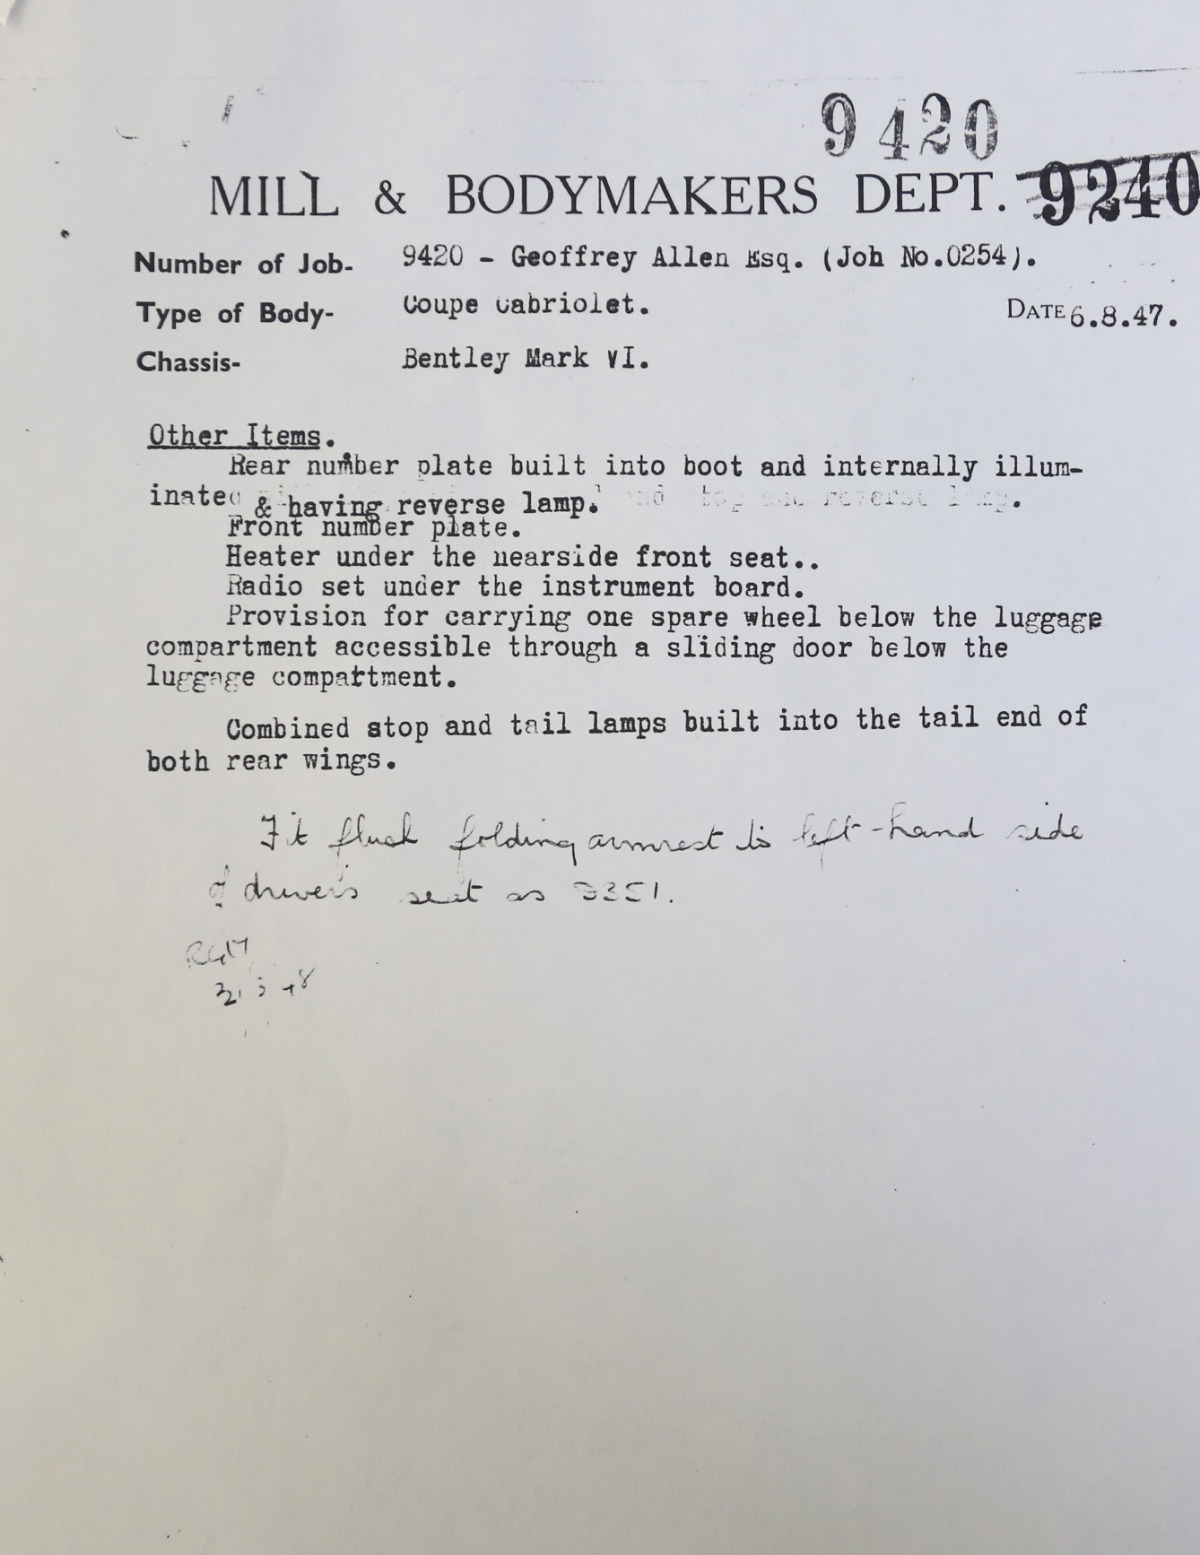 9420
MILL & BODYMAKERS DEPT. 9240
Number of Job- 9420 - Geoffrey Allen Esq. (Joh No.0254).
Type of Body- Coupe Cabriolet. DATE 6.8.47.
Chassis- Bentley Mark VI.
Other Items.
Rear number plate built into boot and internally illum-
inated & having reverse lamp.
Front number plate.
Heater under the nearside front seat..
Radio set under the instrument board.
Provision for carrying one spare wheel below the luggage
compartment accessible through a sliding door below the
luggage compartment.
Combined stop and tail lamps built into the tail end of
both rear wings.
Fit flush folding armrest to left-hand side
of driver's seat as